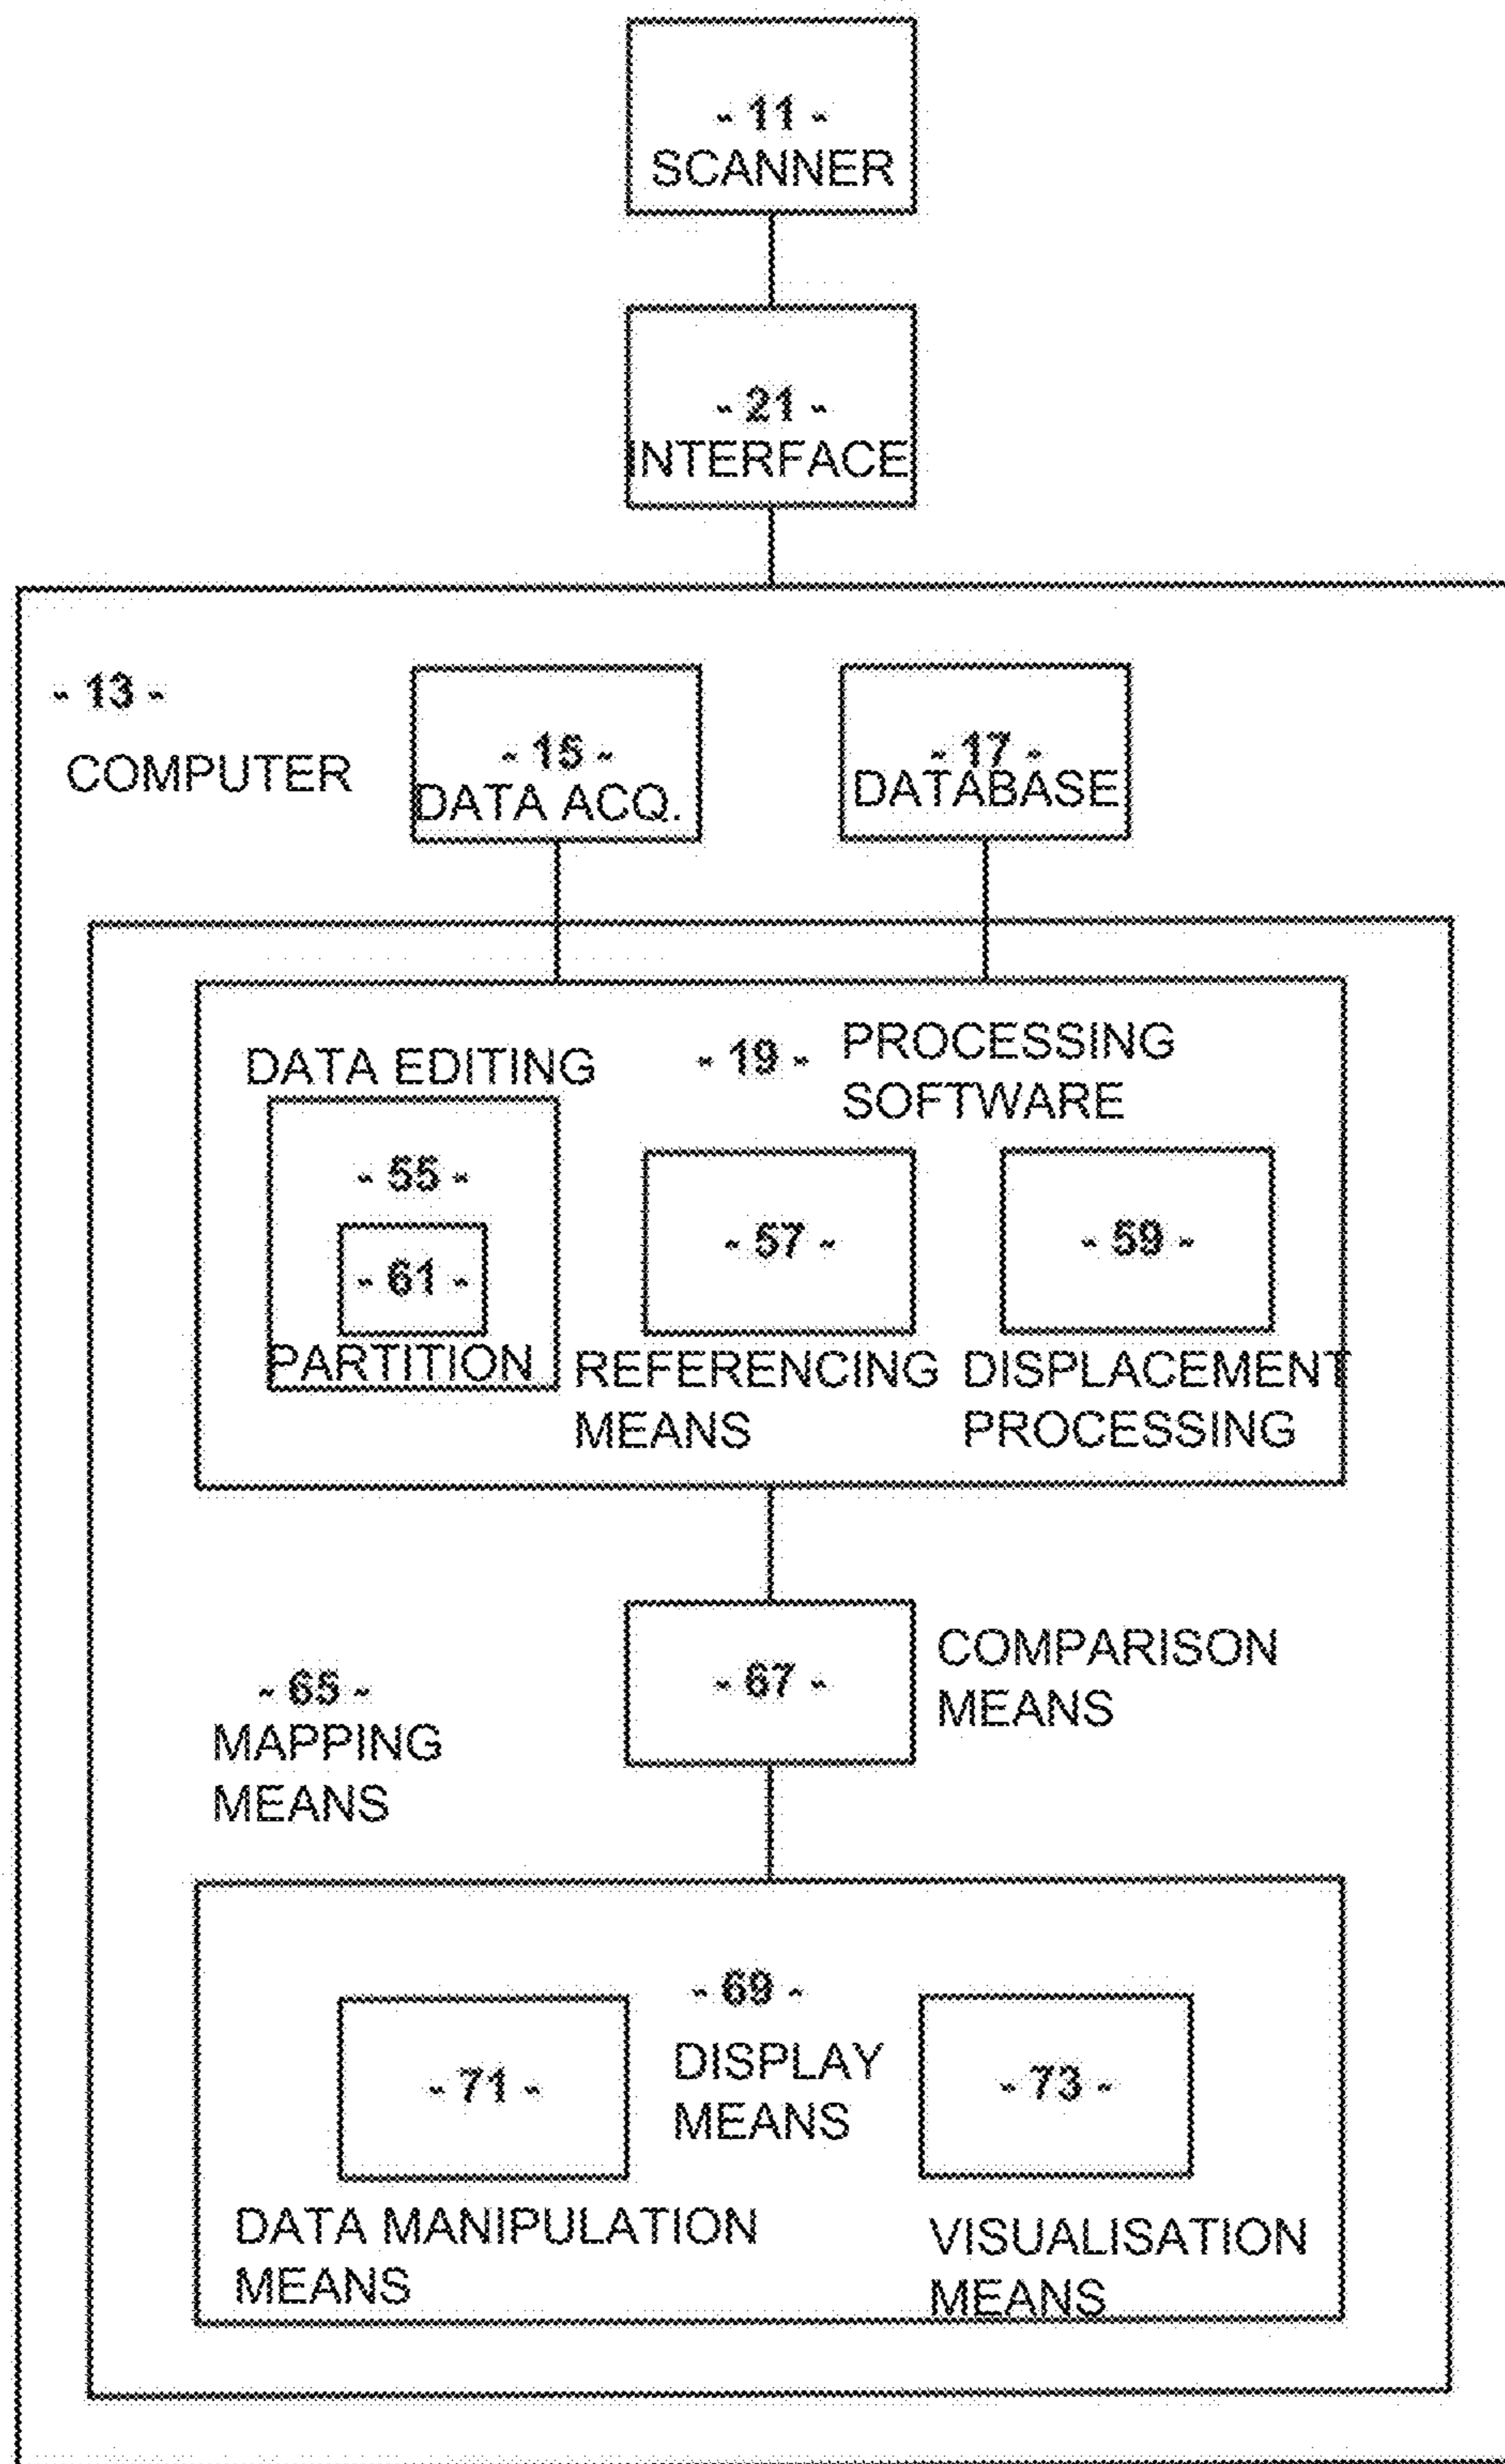 - 11 -
SCANNER
- 21 -
INTERFACE
- 13 -
COMPUTER
- 15 -
DATA ACQ.
- 17 -
DATABASE
DATA EDITING
- 19 -
PROCESSING
SOFTWARE
- 55 -
- 61 -
PARTITION
- 57 -
REFERENCING
MEANS
- 59 -
DISPLACEMENT
PROCESSING
- 67 -
COMPARISON
MEANS
- 65 -
MAPPING
MEANS
- 69 -
DISPLAY
MEANS
- 71 -
DATA MANIPULATION
MEANS
- 73 -
VISUALISATION
MEANS